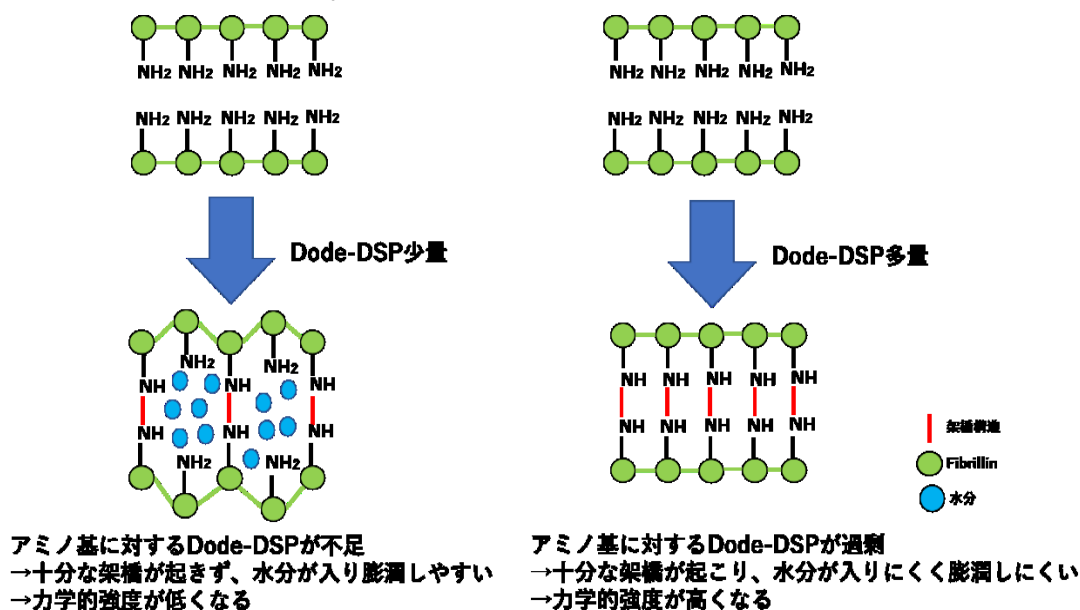 NH2 NH2 NH2 NH2 NH2
NH2 NH2 NH2 NH2 NH2
NH2 NH2 NH2 NH2 NH2
NH2 NH2 NH2 NH2 NH2
Dode-DSP少量
Dode-DSP多量
NH2 NH2
NH NH NH
NH NH NH
NH2 NH2
NH NH NH NH NH
NH NH NH NH NH
架橋構造
Fibrillin
水分
アミノ基に対するDode-DSPが不足
→十分な架橋が起きず、水分が入り膨潤しやすい
→力学的強度が低くなる
アミノ基に対するDode-DSPが過剰
→十分な架橋が起こり、水分が入りにくく膨潤しにくい
→力学的強度が高くなる